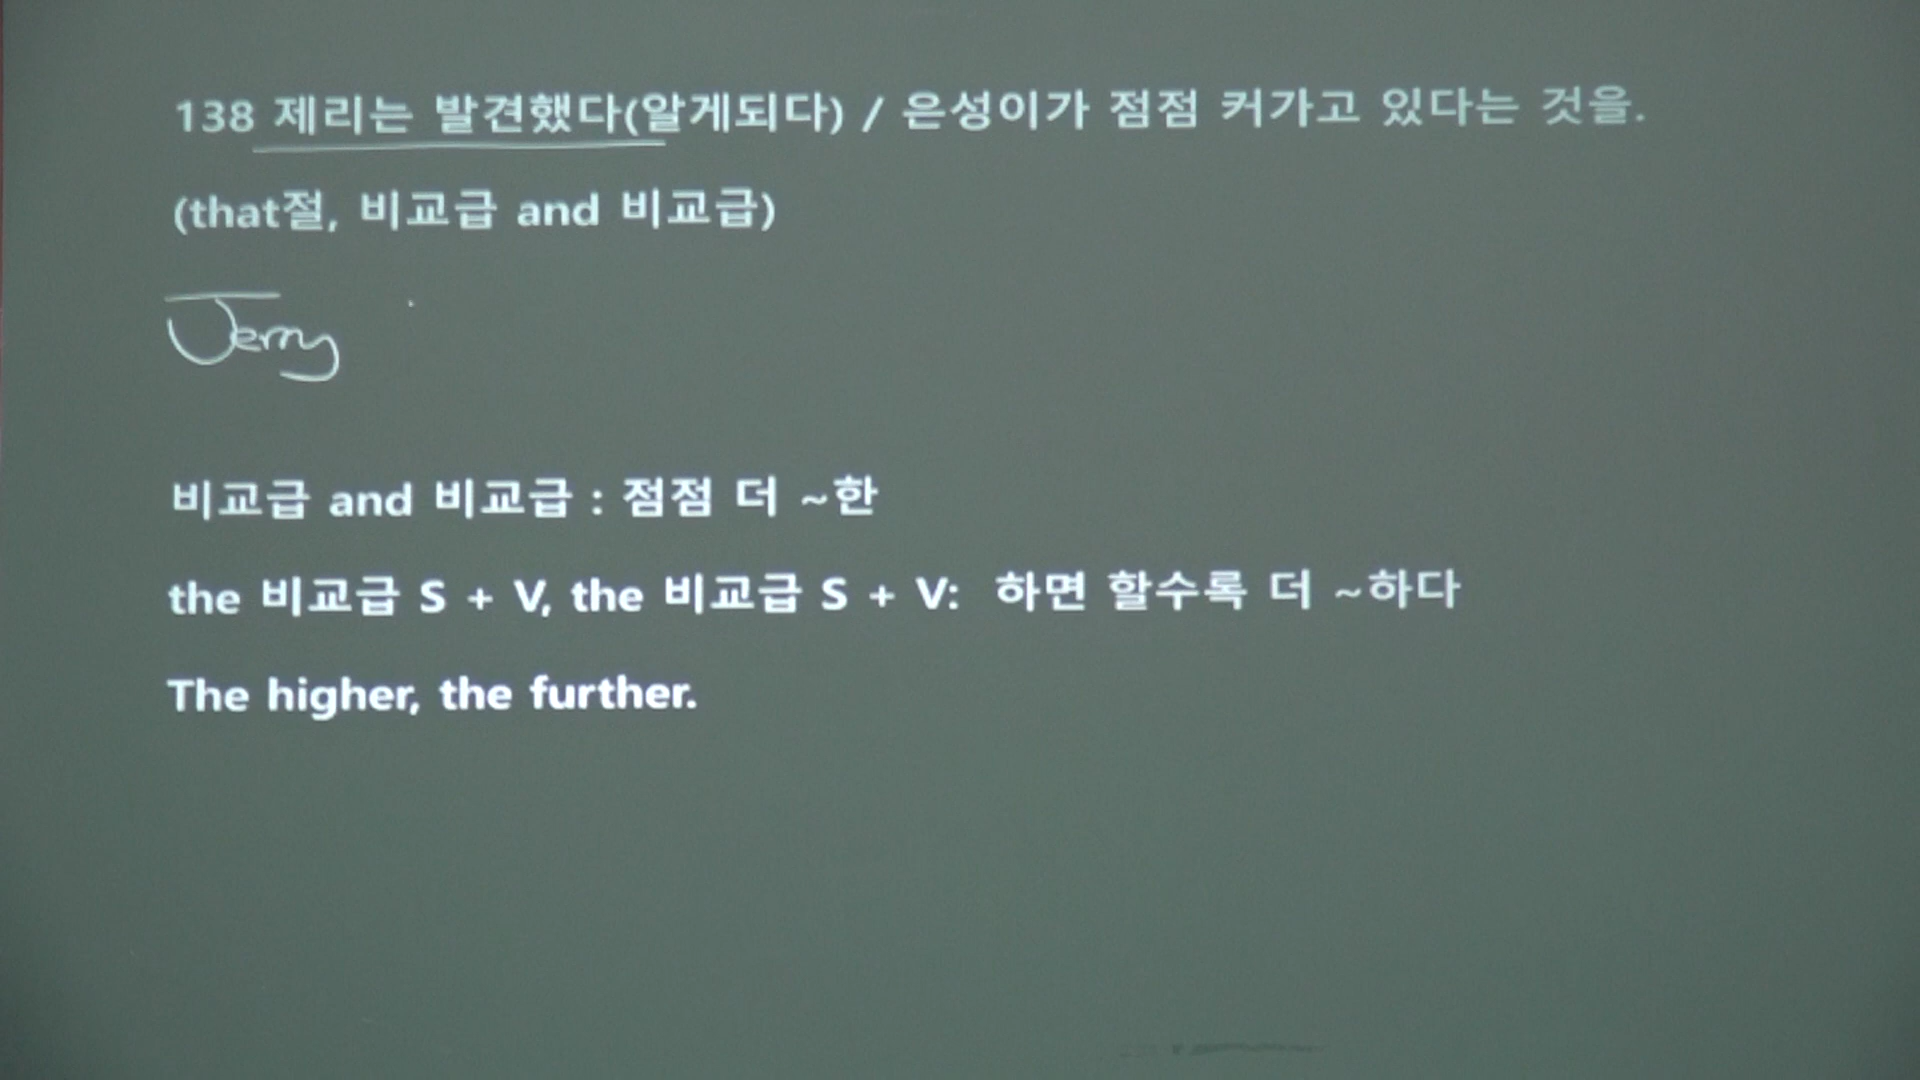 138 제리는 발견했다(알게되다) / 은성이가 점점 커가고 있다는 것을.
(that절, 비교급 and 비교급)
Jerry
비교급 and 비교급 : 점점 더 ~한
the 비교급 S + V, the 비교급 S + V: 하면 할수록 더 ~하다
The higher, the further.